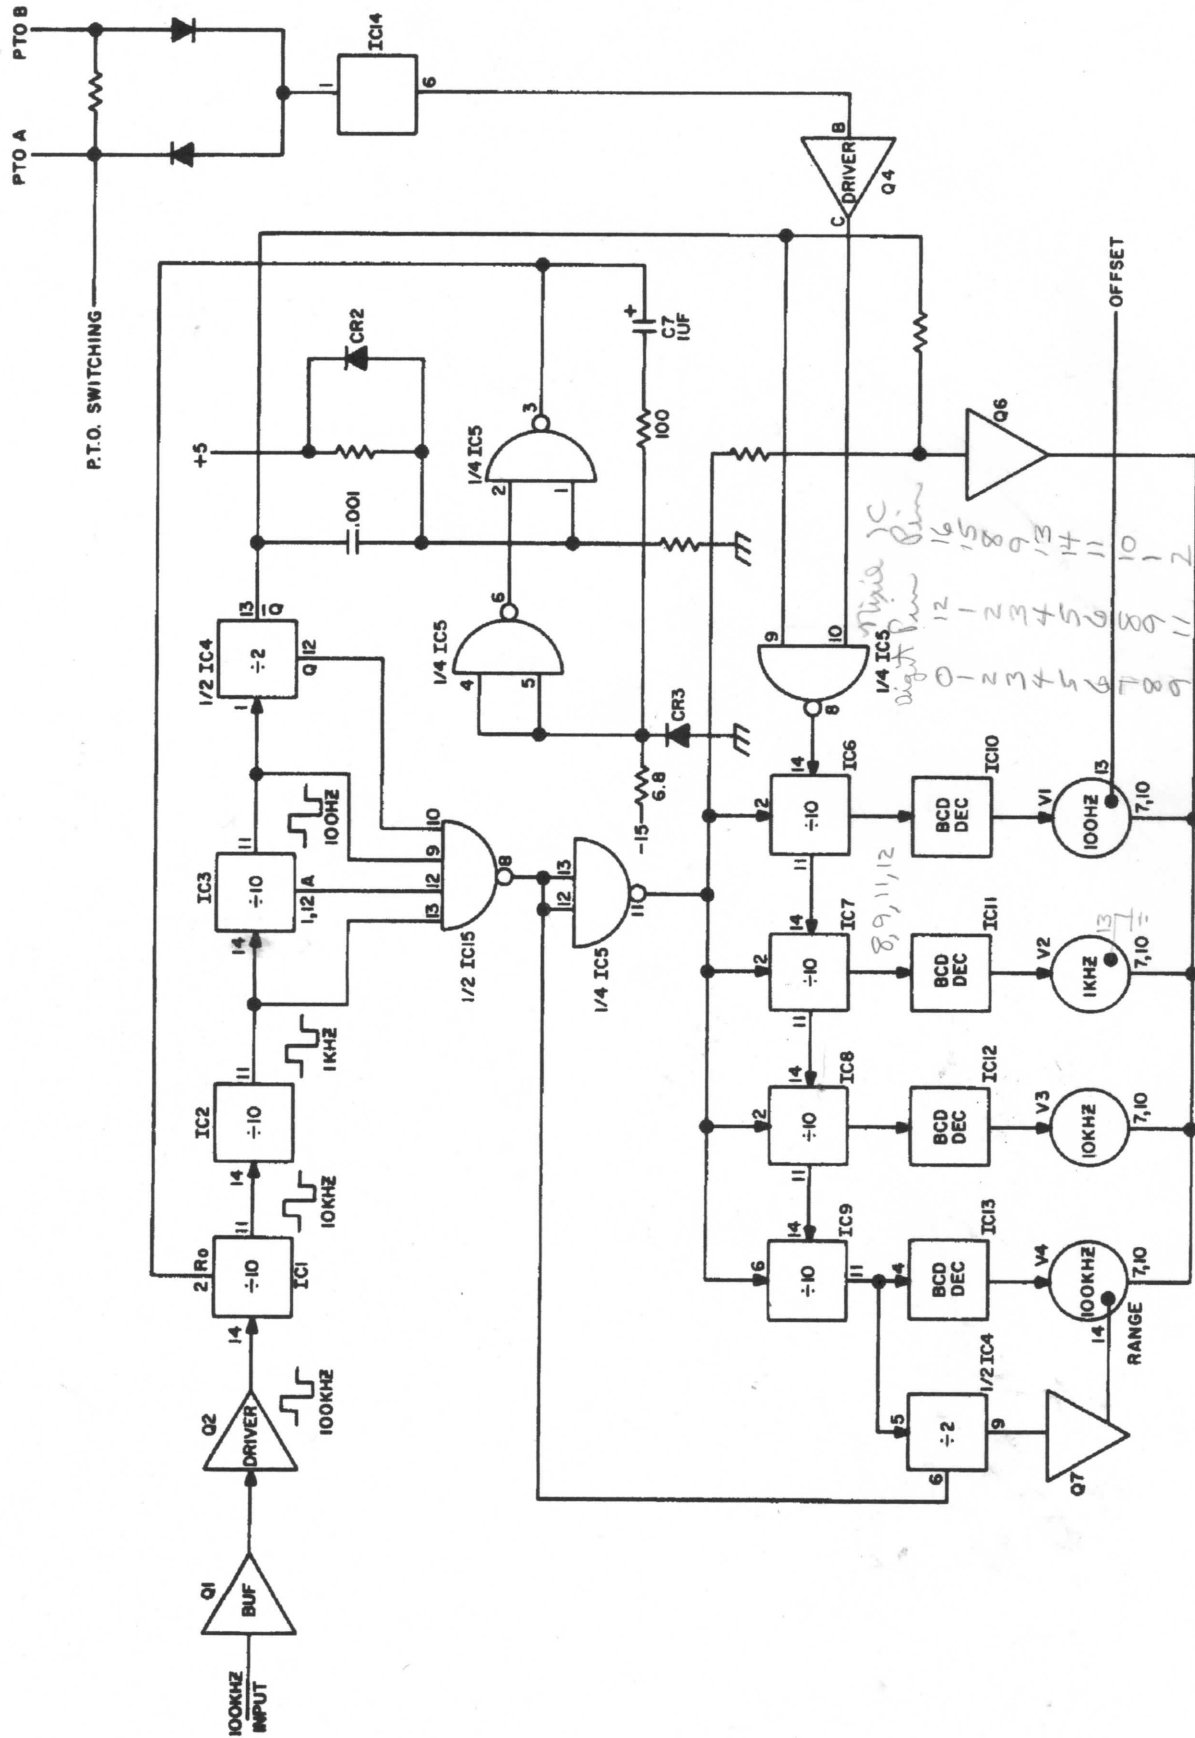 100KHZ
INPUT
Q1
BUF
Q2
DRIVER
100KHZ
14
2 Ro
÷10
IC1
11
10KHZ
14
IC2
÷10
11
1KHZ
14
IC3
÷10
1,12 A
11
100HZ
1
1/2 IC4
÷2
13
Q
Q 12
.001
+5
CR2
P.T.O. SWITCHING
PTO A
PTO B
1
IC14
6
13
12
9
10
1/2 IC15
8
12
13
1/4 IC5
11
-15
6.8
CR3
4
5
1/4 IC5
6
2
1
1/4 IC5
3
100
+
C7
1UF
B
DRIVER
C
Q4
9
10
1/4 IC5
8
Q6
OFFSET
6
14
÷10
IC9
11
2
14
÷10
IC8
11
2
14
÷10
IC7
11
2
14
÷10
IC6
11
8,9,11,12
5
÷2
6
9
1/2 IC4
4
BCD
DEC
IC13
BCD
DEC
IC12
BCD
DEC
IC11
BCD
DEC
IC10
Q7
14
RANGE
V4
100KHZ
7,10
V3
10KHZ
7,10
V2
1KHZ
13
7,10
V1
100HZ
13
7,10
Digit Nixie Pin IC Pin
0 12 16
1 1 15
2 2 8
3 3 9
4 4 13
5 5 14
6 6 11
7 8 10
8 9 1
9 11 2